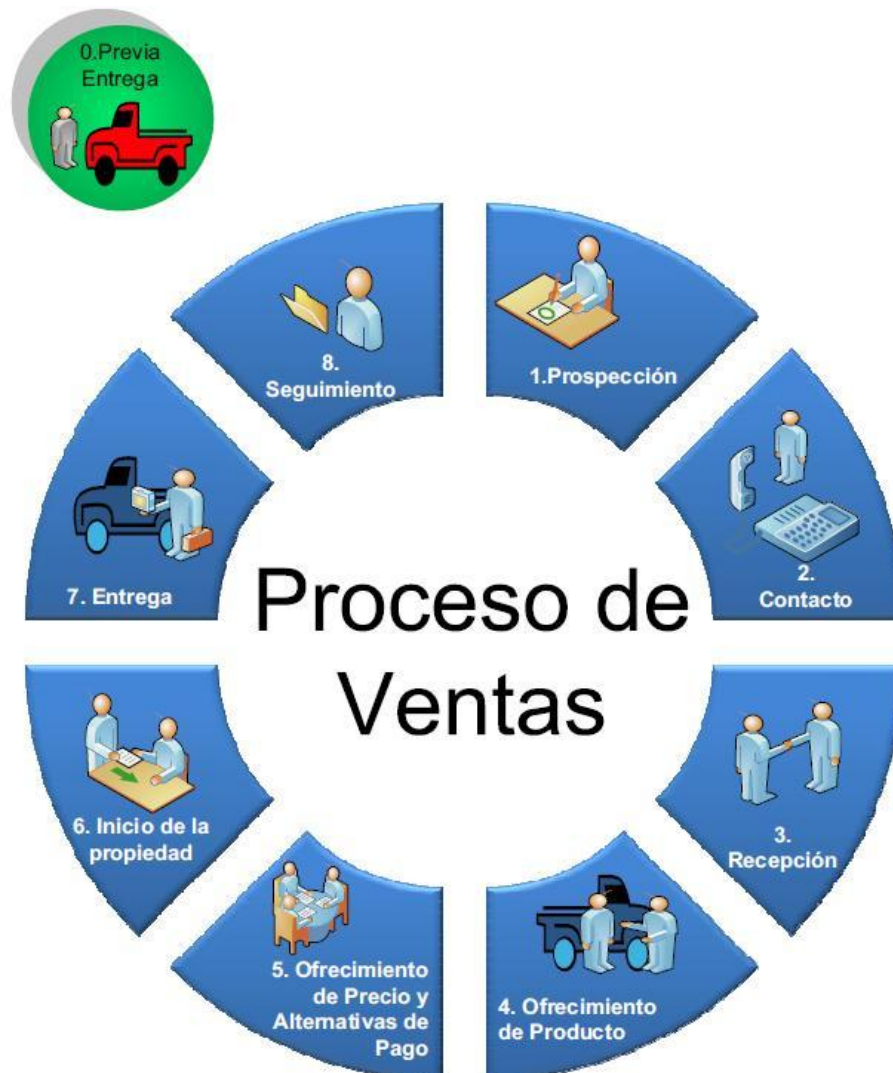 0.Previa
Entrega
1.Prospección
2.
Contacto
3.
Recepción
4. Ofrecimiento
de Producto
5. Ofrecimiento
de Precio y
Alternativas de
Pago
6. Inicio de la
propiedad
7. Entrega
8.
Seguimiento
Proceso de
Ventas